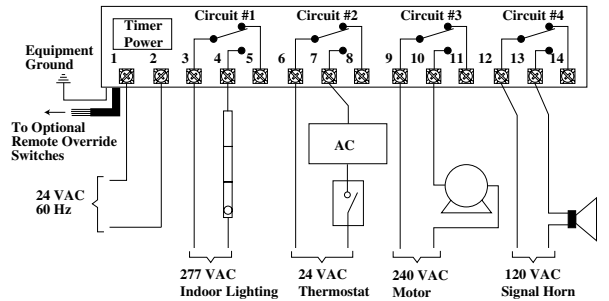 Circuit #1 Circuit #2 Circuit #3 Circuit #4
Timer
Power
Equipment
Ground
1 2 3 4 5 6 7 8 9 10 11 12 13 14
To Optional
Remote Override
Switches
AC
24 VAC
60 Hz
277 VAC
Indoor Lighting
24 VAC
Thermostat
240 VAC
Motor
120 VAC
Signal Horn